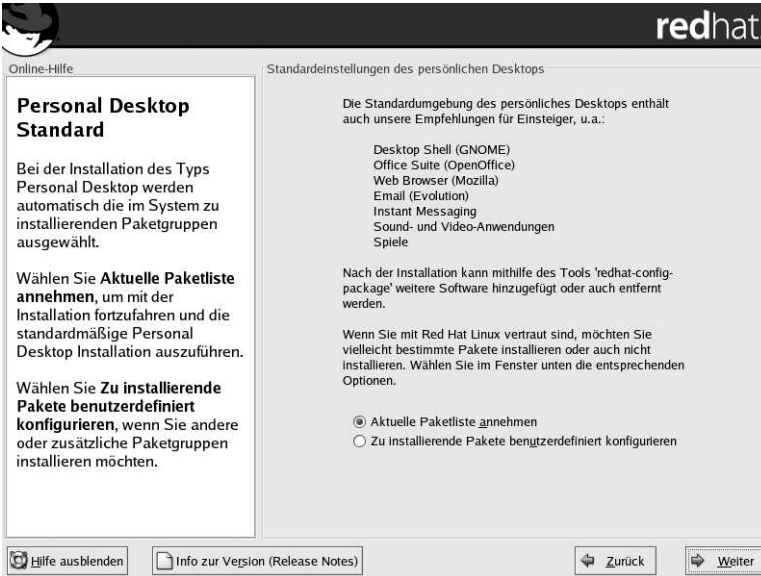 redhat.
Online-Hilfe
Personal Desktop
Standard
Bei der Installation des Typs
Personal Desktop werden
automatisch die im System zu
installierenden Paketgruppen
ausgewählt.
Wählen Sie Aktuelle Paketliste
annehmen, um mit der
Installation fortzufahren und die
standardmäßige Personal
Desktop Installation auszuführen.
Wählen Sie Zu installierende
Pakete benutzerdefiniert
konfigurieren, wenn Sie andere
oder zusätzliche Paketgruppen
installieren möchten.
Standardeinstellungen des persönlichen Desktops
Die Standardumgebung des persönliches Desktops enthält
auch unsere Empfehlungen für Einsteiger, u.a.:
Desktop Shell (GNOME)
Office Suite (OpenOffice)
Web Browser (Mozilla)
Email (Evolution)
Instant Messaging
Sound- und Video-Anwendungen
Spiele
Nach der Installation kann mithilfe des Tools 'redhat-config-
package' weitere Software hinzugefügt oder auch entfernt
werden.
Wenn Sie mit Red Hat Linux vertraut sind, möchten Sie
vielleicht bestimmte Pakete installieren oder auch nicht
installieren. Wählen Sie im Fenster unten die entsprechenden
Optionen.
Aktuelle Paketliste annehmen
Zu installierende Pakete benutzerdefiniert konfigurieren
Hilfe ausblenden
Info zur Version (Release Notes)
Zurück
Weiter